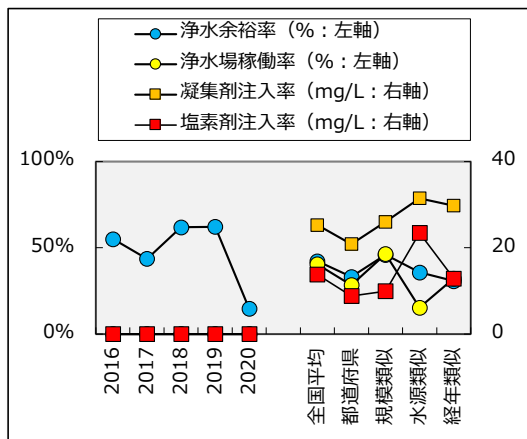 浄水余裕率（%：左軸）
浄水場稼働率（%：左軸）
凝集剤注入率（mg/L：右軸）
塩素剤注入率（mg/L：右軸）
100%
40
50%
20
0%
0
2016
2017
2018
2019
2020
全国平均
都道府県
規模類似
水源類似
経年類似